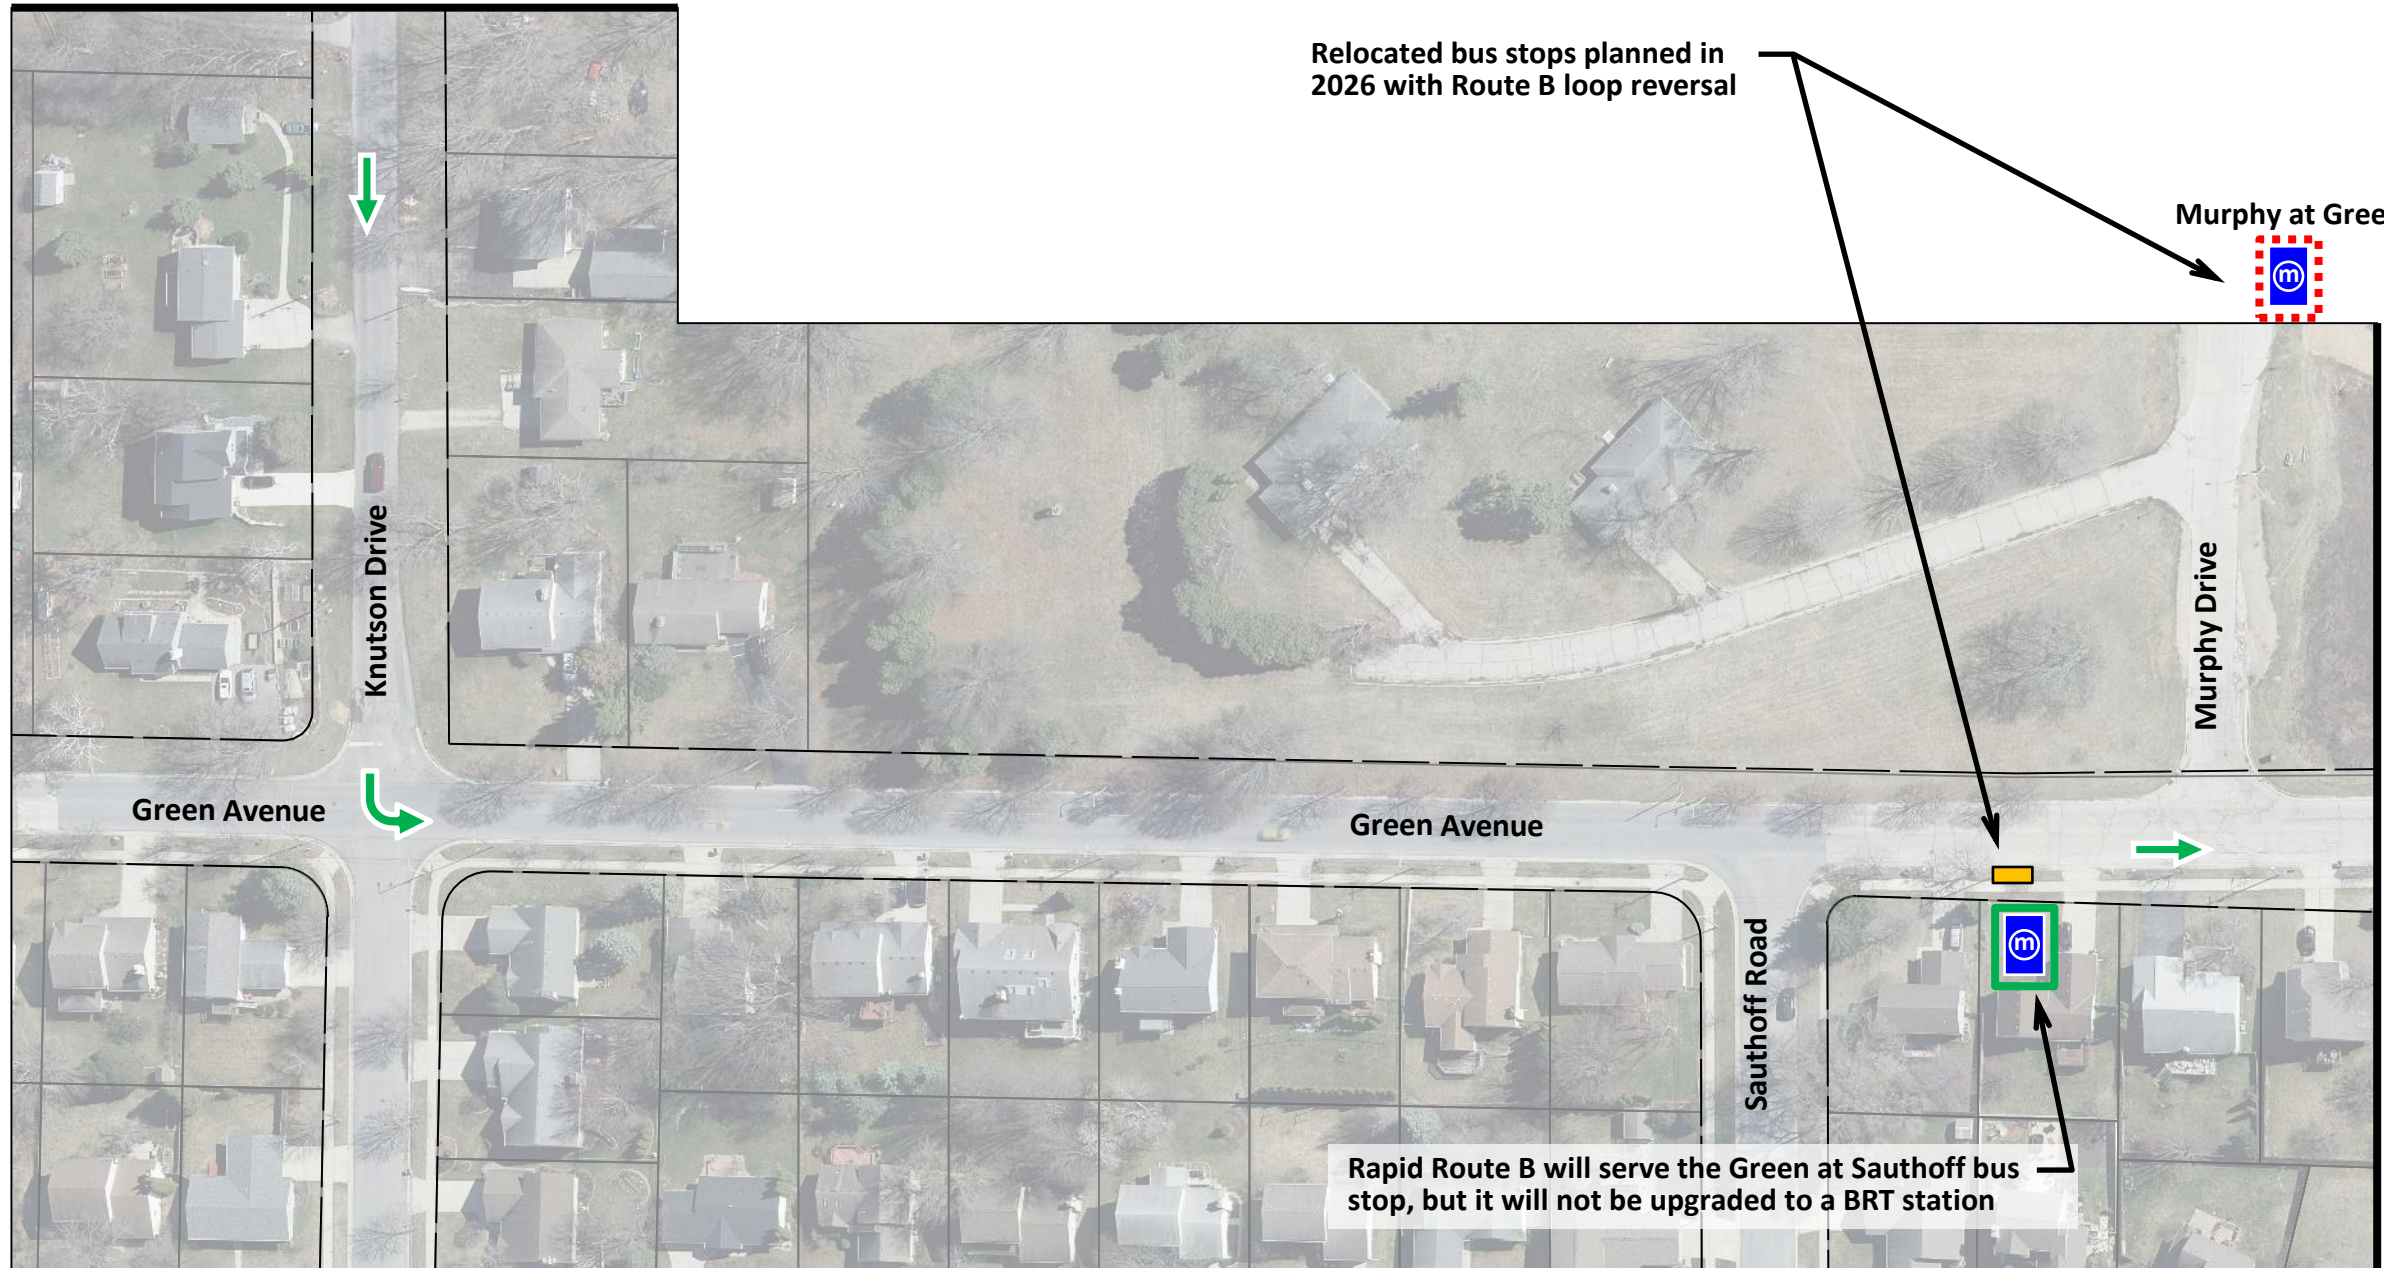 Relocated bus stops planned in
2026 with Route B loop reversal
Murphy at Gree
m
Knutson Drive
Murphy Drive
Green Avenue
Green Avenue
m
Sauthoff Road
Rapid Route B will serve the Green at Sauthoff bus
stop, but it will not be upgraded to a BRT station